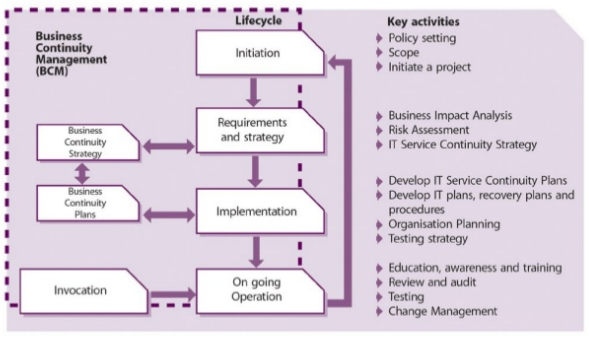 Business
Continuity
Management
(BCM)
Lifecycle
Initiation
Requirements
and strategy
Business
Continuity
Strategy
Business
Continuity
Plans
Implementation
Invocation
On going
Operation
Key activities
Policy setting
Scope
Initiate a project
Business Impact Analysis
Risk Assessment
IT Service Continuity Strategy
Develop IT Service Continuity Plans
Develop IT plans, recovery plans and
procedures
Organisation Planning
Testing strategy
Education, awareness and training
Review and audit
Testing
Change Management